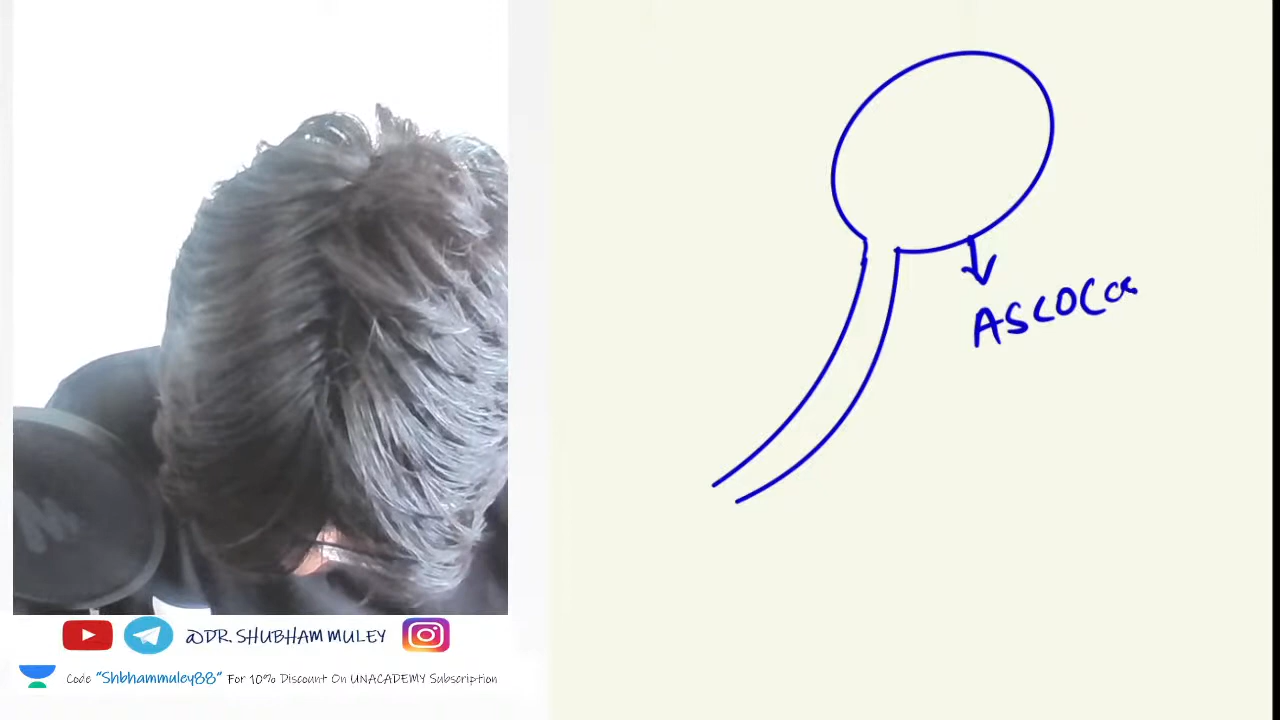 ASCOCa
@DR. SHUBHAM MULEY
Code "Shbhammuley88" For 10% Discount On UNACADEMY Subscription